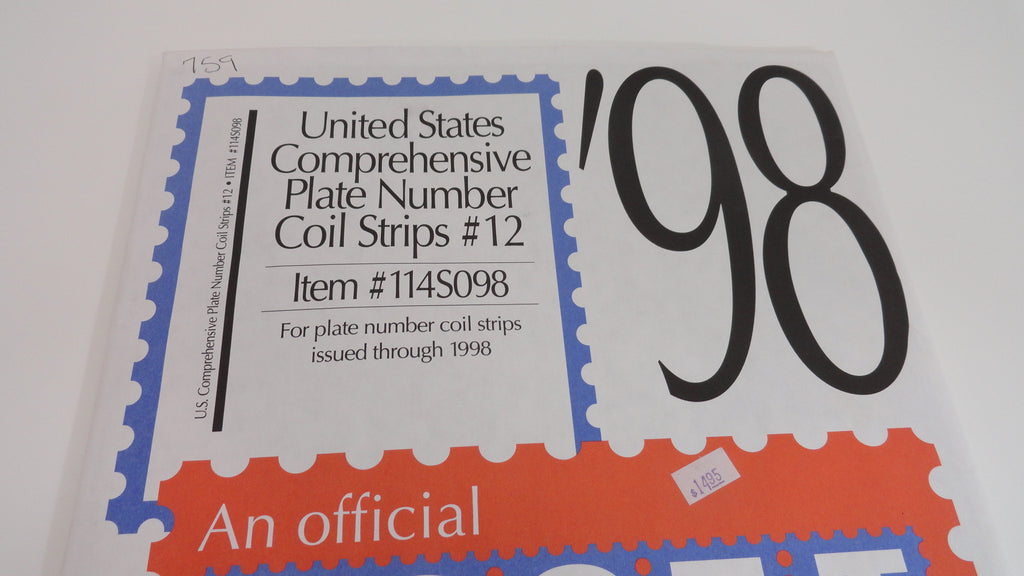 759
'98
United States
Comprehensive
Plate Number
Coil Strips #12
Item #114S098
For plate number coil strips
issued through 1998
U.S. Comprehensive Plate Number Coil Strips #12 • ITEM #114S098
$14.95
An official